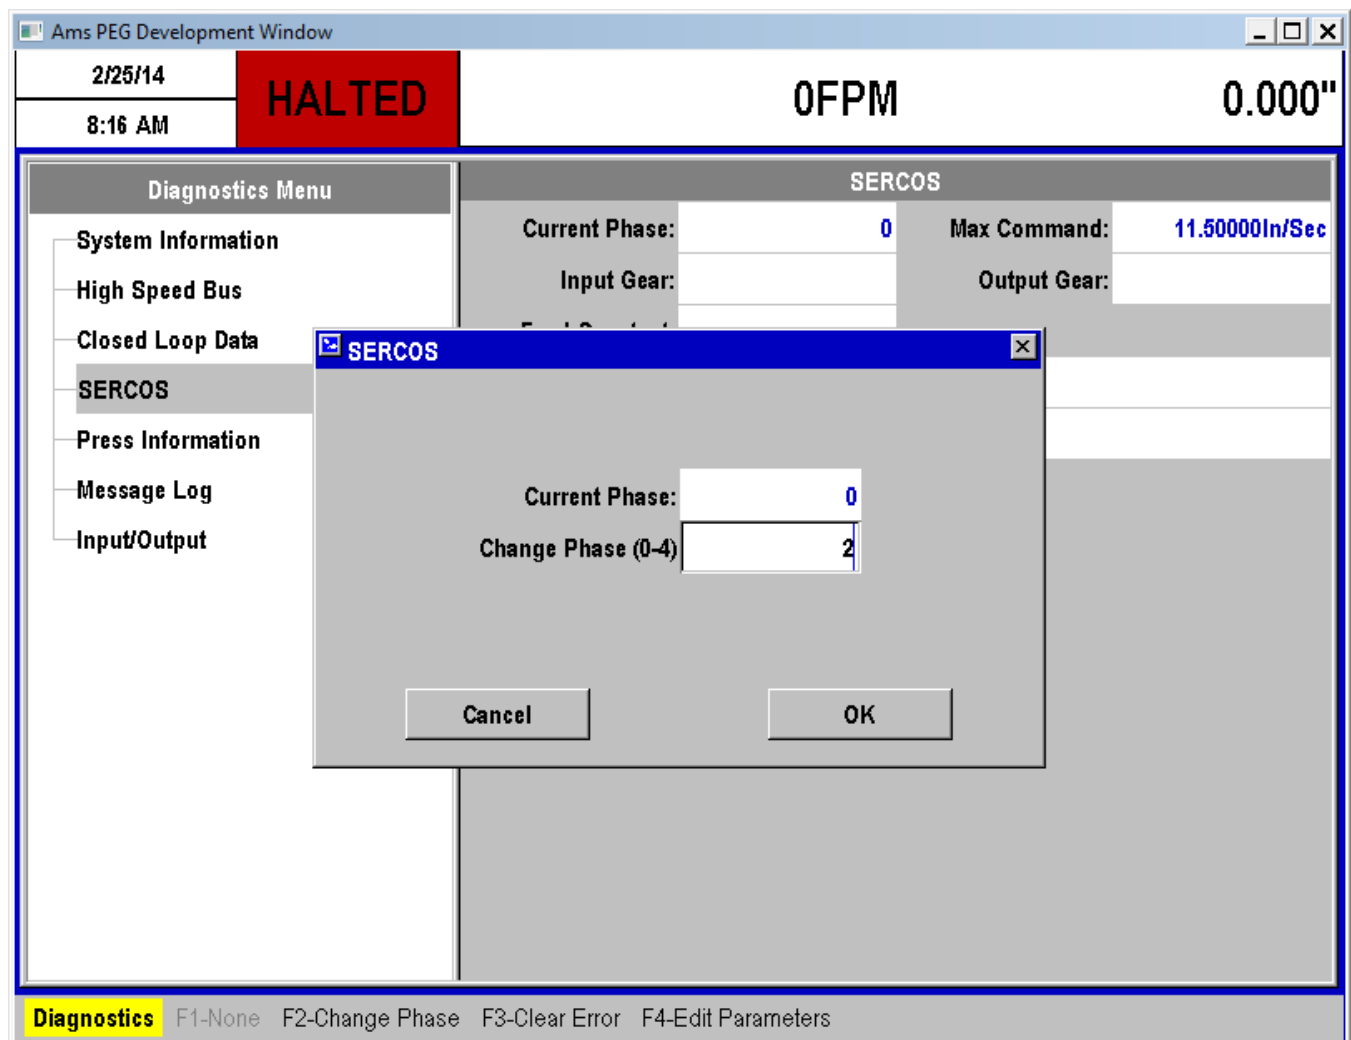 Ams PEG Development Window
2/25/14
8:16 AM
HALTED
0FPM
0.000"
Diagnostics Menu
System Information
High Speed Bus
Closed Loop Data
SERCOS
Press Information
Message Log
Input/Output
SERCOS
Current Phase: 0 Max Command: 11.50000In/Sec
Input Gear: Output Gear:
SERCOS
Current Phase: 0
Change Phase (0-4) 2
Cancel OK
Diagnostics F1-None F2-Change Phase F3-Clear Error F4-Edit Parameters